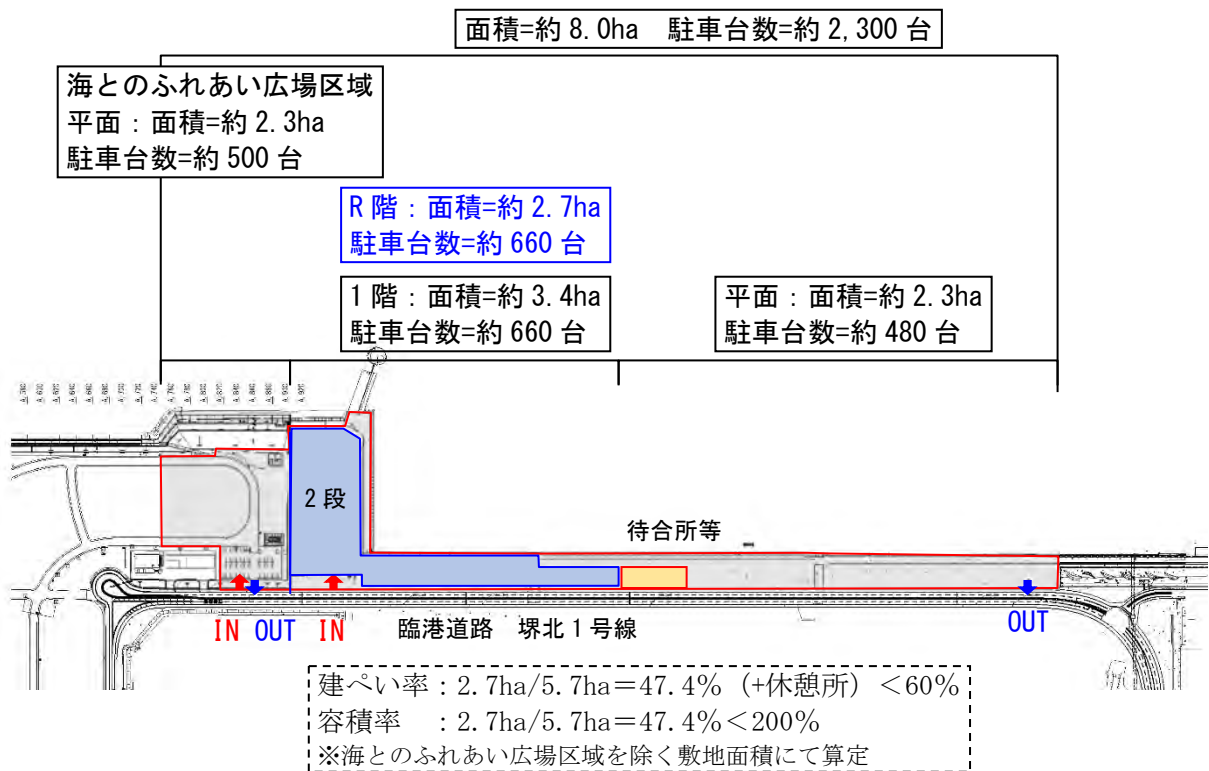 面積=約 8.0ha　駐車台数=約 2,300 台
海とのふれあい広場区域
平面：面積=約 2.3ha
駐車台数=約 500 台
R 階：面積=約 2.7ha
駐車台数=約 660 台
1 階：面積=約 3.4ha
駐車台数=約 660 台
平面：面積=約 2.3ha
駐車台数=約 480 台
2 段
待合所等
IN OUT IN
臨港道路　堺北 1 号線
OUT
建ぺい率：2.7ha/5.7ha＝47.4%（+休憩所）＜60%
容積率　：2.7ha/5.7ha＝47.4%＜200%
※海とのふれあい広場区域を除く敷地面積にて算定